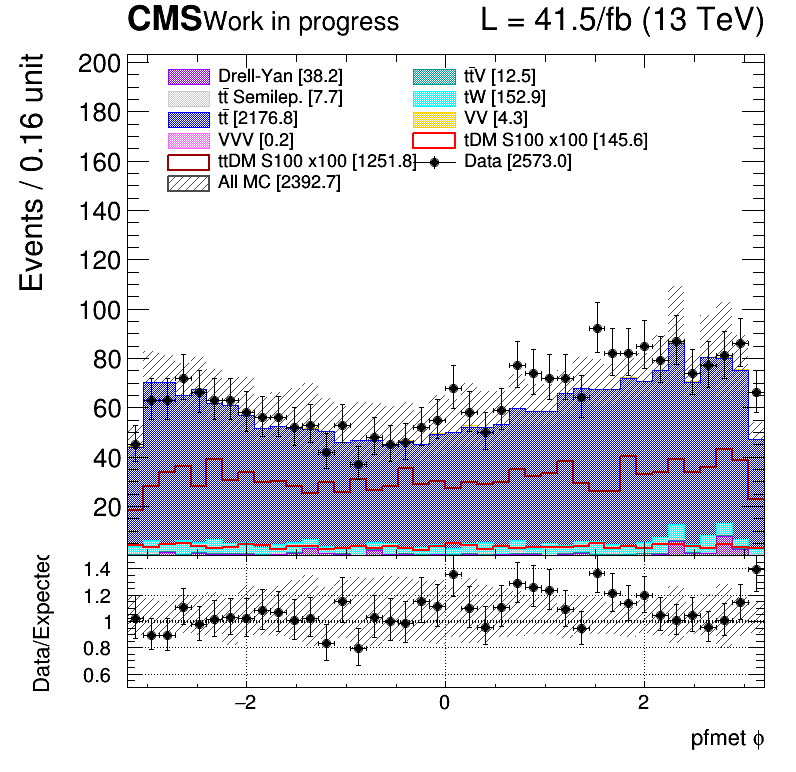 CMS Work in progress L = 41.5/fb (13 TeV)
Events / 0.16 unit
200
180
160
140
120
100
80
60
40
20
Drell-Yan [38.2]
tt̄V [12.5]
tt̄ Semilep. [7.7]
tW [152.9]
tt̄ [2176.8]
VV [4.3]
VVV [0.2]
tDM S100 x100 [145.6]
ttDM S100 x100 [1251.8]
Data [2573.0]
All MC [2392.7]
Data/Expected
1.4
1.2
1
0.8
0.6
−2 0 2
pfmet ϕ